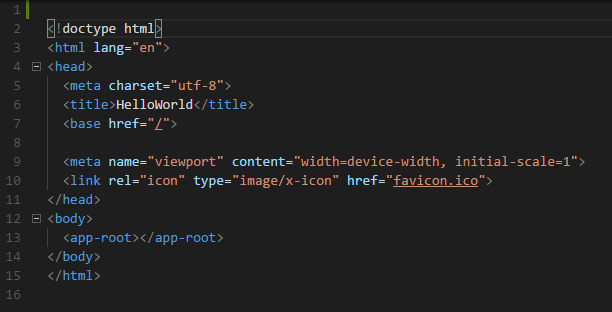 1
2 <!doctype html>
3 <html lang="en">
4 <head>
5 <meta charset="utf-8">
6 <title>HelloWorld</title>
7 <base href="/">
8
9 <meta name="viewport" content="width=device-width, initial-scale=1">
10 <link rel="icon" type="image/x-icon" href="favicon.ico">
11 </head>
12 <body>
13 <app-root></app-root>
14 </body>
15 </html>
16